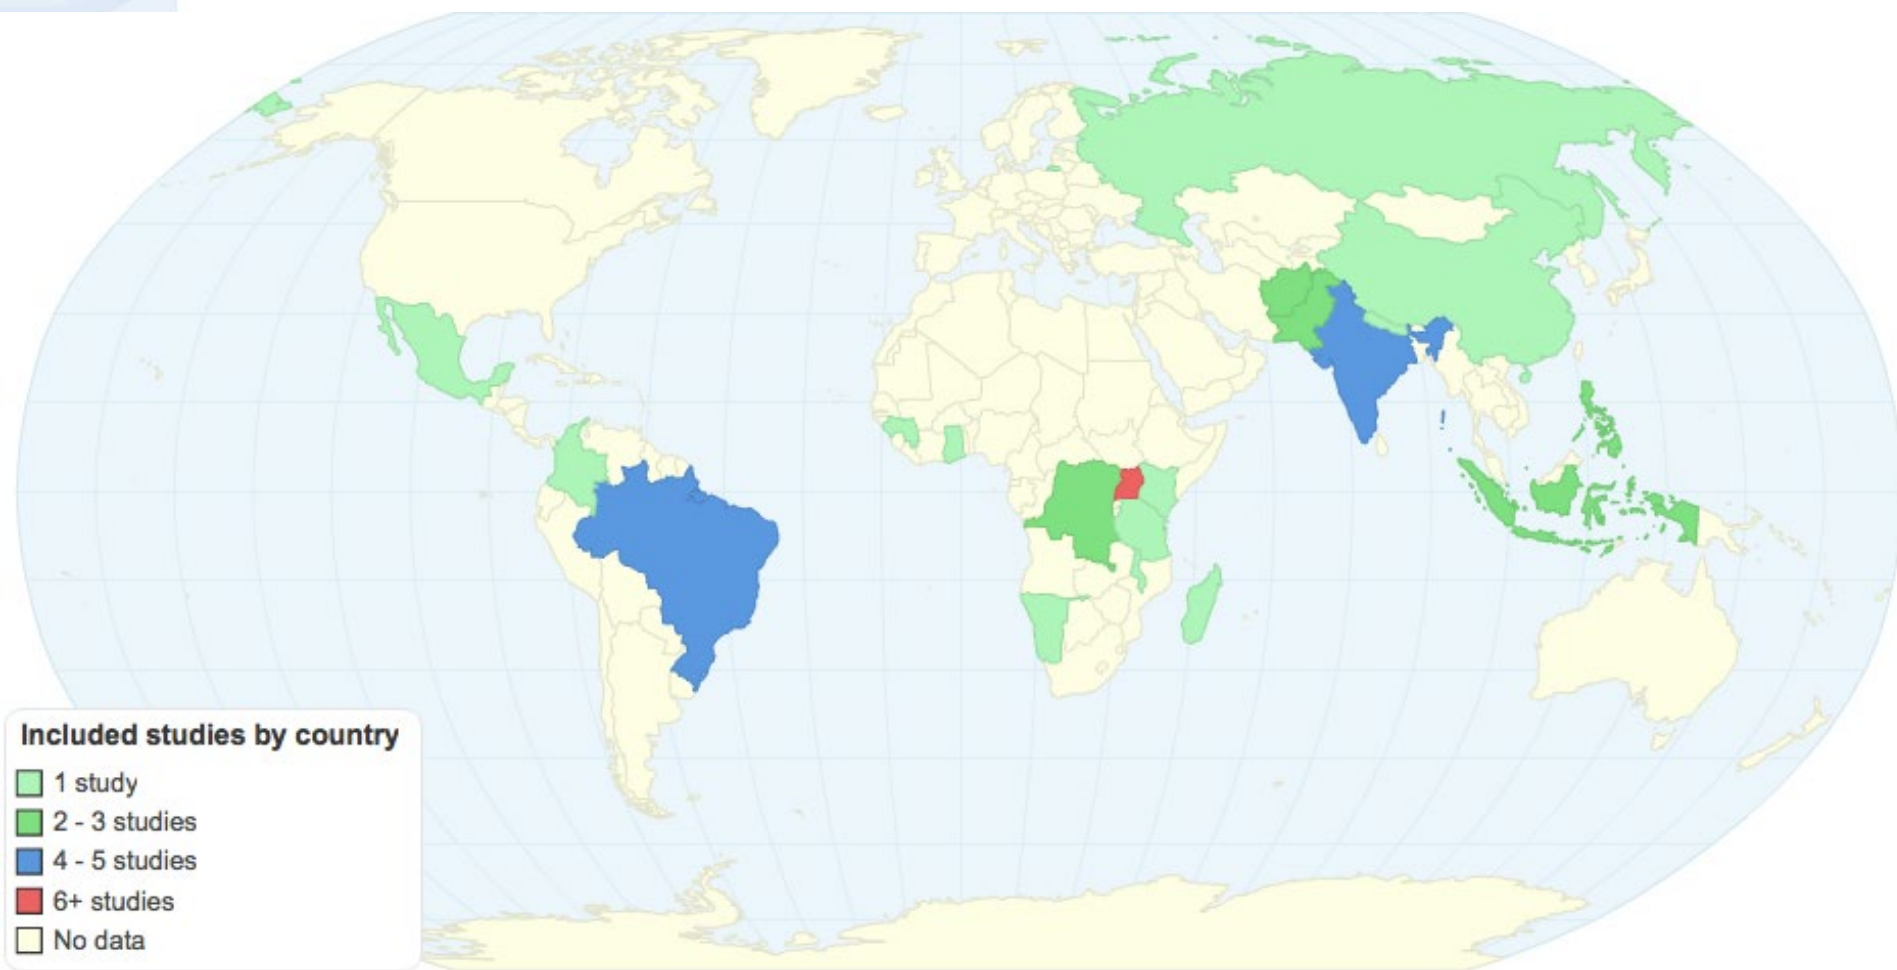 Included studies by country
1 study
2 - 3 studies
4 - 5 studies
6+ studies
No data